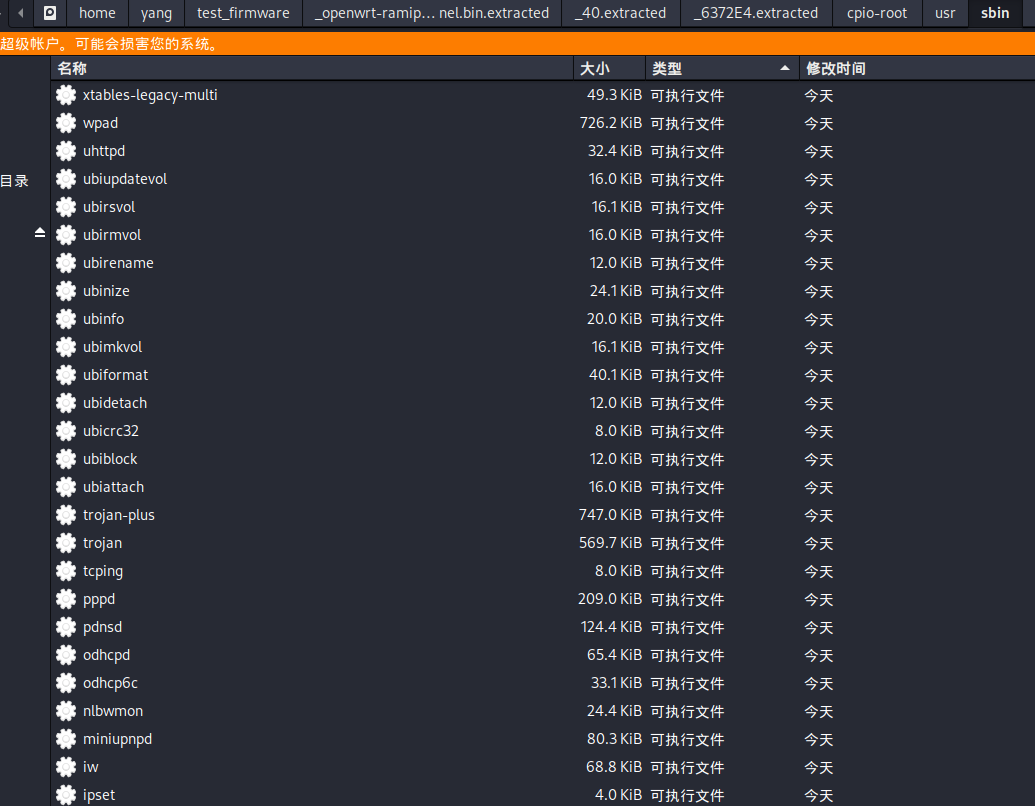 home yang test_firmware _openwrt-ramip... nel.bin.extracted _40.extracted _6372E4.extracted cpio-root usr sbin
超级帐户。可能会损害您的系统。
名称 大小 类型 修改时间
xtables-legacy-multi 49.3 KiB 可执行文件 今天
wpad 726.2 KiB 可执行文件 今天
uhttpd 32.4 KiB 可执行文件 今天
目录
ubiupdatevol 16.0 KiB 可执行文件 今天
ubirsvol 16.1 KiB 可执行文件 今天
ubirmvol 16.0 KiB 可执行文件 今天
ubirename 12.0 KiB 可执行文件 今天
ubinize 24.1 KiB 可执行文件 今天
ubinfo 20.0 KiB 可执行文件 今天
ubimkvol 16.1 KiB 可执行文件 今天
ubiformat 40.1 KiB 可执行文件 今天
ubidetach 12.0 KiB 可执行文件 今天
ubicrc32 8.0 KiB 可执行文件 今天
ubiblock 12.0 KiB 可执行文件 今天
ubiattach 16.0 KiB 可执行文件 今天
trojan-plus 747.0 KiB 可执行文件 今天
trojan 569.7 KiB 可执行文件 今天
tcping 8.0 KiB 可执行文件 今天
pppd 209.0 KiB 可执行文件 今天
pdnsd 124.4 KiB 可执行文件 今天
odhcpd 65.4 KiB 可执行文件 今天
odhcp6c 33.1 KiB 可执行文件 今天
nlbwmon 24.4 KiB 可执行文件 今天
miniupnpd 80.3 KiB 可执行文件 今天
iw 68.8 KiB 可执行文件 今天
ipset 4.0 KiB 可执行文件 今天